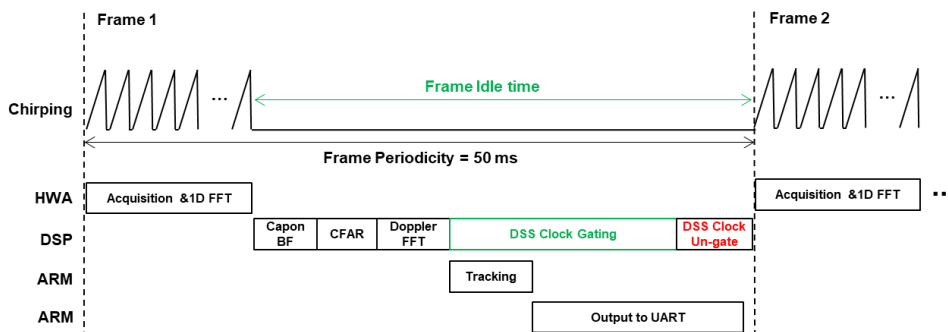 Frame 1
Frame 2
Chirping
...
Frame Idle time
...
Frame Periodicity = 50 ms
HWA
Acquisition &1D FFT
Acquisition &1D FFT
..
DSP
Capon
BF
CFAR
Doppler
FFT
DSS Clock Gating
DSS Clock
Un-gate
ARM
Tracking
ARM
Output to UART